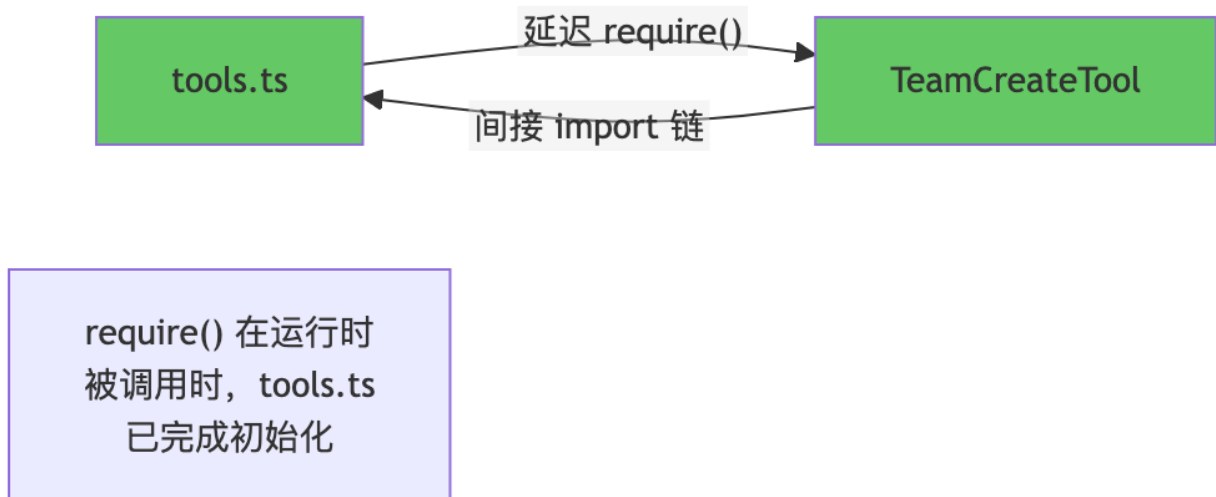 延迟 require()
tools.ts
TeamCreateTool
间接 import 链
require() 在运行时
被调用时，tools.ts
已完成初始化